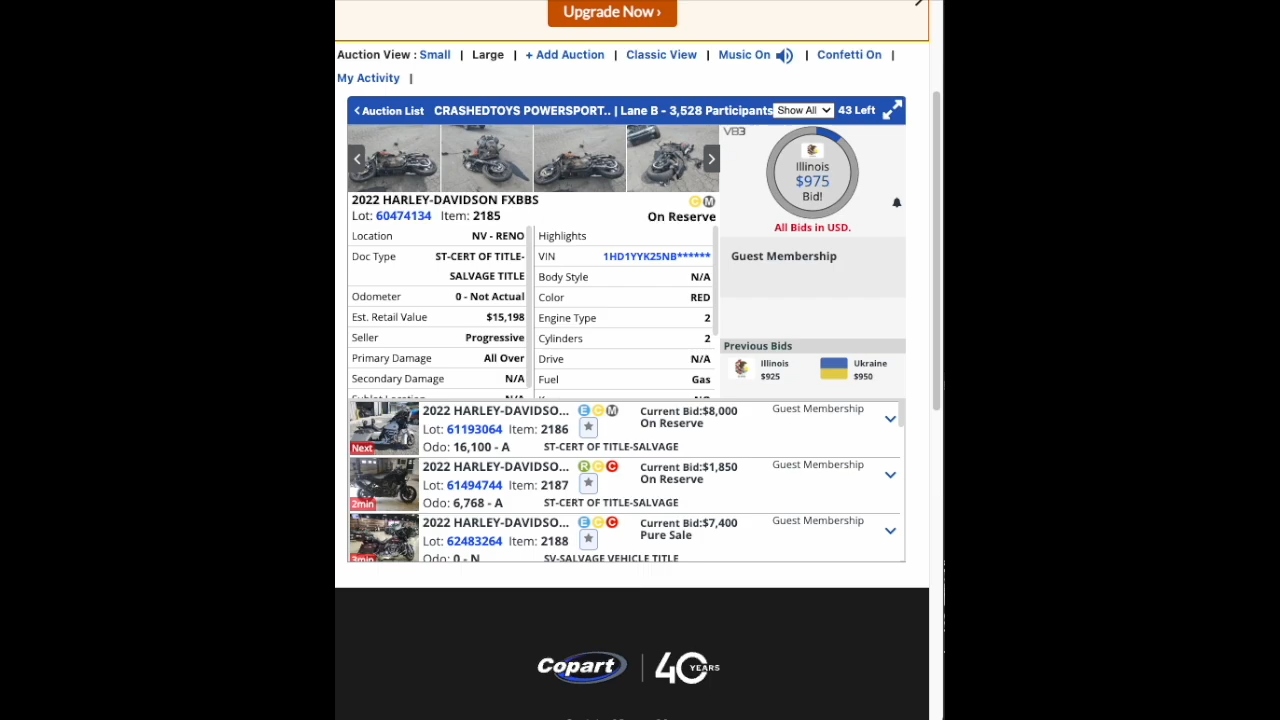 Upgrade Now ›
Auction View : Small | Large | + Add Auction | Classic View | Music On | Confetti On |
My Activity |
Auction List CRASHEDTOYS POWERSPORT.. | Lane B - 3,528 Participants Show All 43 Left
VB3
Illinois
$975
Bid!
All Bids in USD.
2022 HARLEY-DAVIDSON FXBBS C M
Lot: 60474134 Item: 2185 On Reserve
Location NV - RENO
Doc Type ST-CERT OF TITLE-
SALVAGE TITLE
Odometer 0 - Not Actual
Est. Retail Value $15,198
Seller Progressive
Primary Damage All Over
Secondary Damage N/A
Highlights
VIN 1HD1YYK25NB******
Body Style N/A
Color RED
Engine Type 2
Cylinders 2
Drive N/A
Fuel Gas
Guest Membership
Previous Bids
Illinois
$925
Ukraine
$950
Next
2022 HARLEY-DAVIDSO... E C M Current Bid:$8,000 Guest Membership
Lot: 61193064 Item: 2186 On Reserve
Odo: 16,100 - A ST-CERT OF TITLE-SALVAGE
2min
2022 HARLEY-DAVIDSO... R C C Current Bid:$1,850 Guest Membership
Lot: 61494744 Item: 2187 On Reserve
Odo: 6,768 - A ST-CERT OF TITLE-SALVAGE
3min
2022 HARLEY-DAVIDSO... E C C Current Bid:$7,400 Guest Membership
Lot: 62483264 Item: 2188 Pure Sale
Odo: 0 - N SV-SALVAGE VEHICLE TITLE
Copart | 40 YEARS